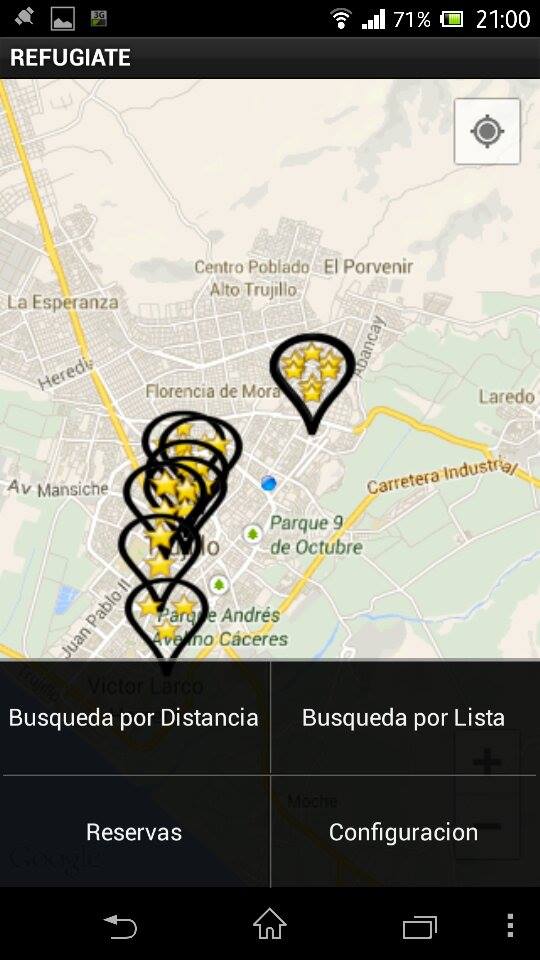 3G
71%
21:00
REFUGIATE
Centro Poblado
Alto Trujillo
El Porvenir
La Esperanza
Abancay
Heredi
Florencia de Mora
Laredo
Carretera Industrial
Av Mansiche
Parque 9
de Octubre
Juan Pablo II
Parque Andrés
Avelino Cáceres
Victor Larco
Busqueda por Distancia
Busqueda por Lista
Moche
Reservas
Configuracion
Google